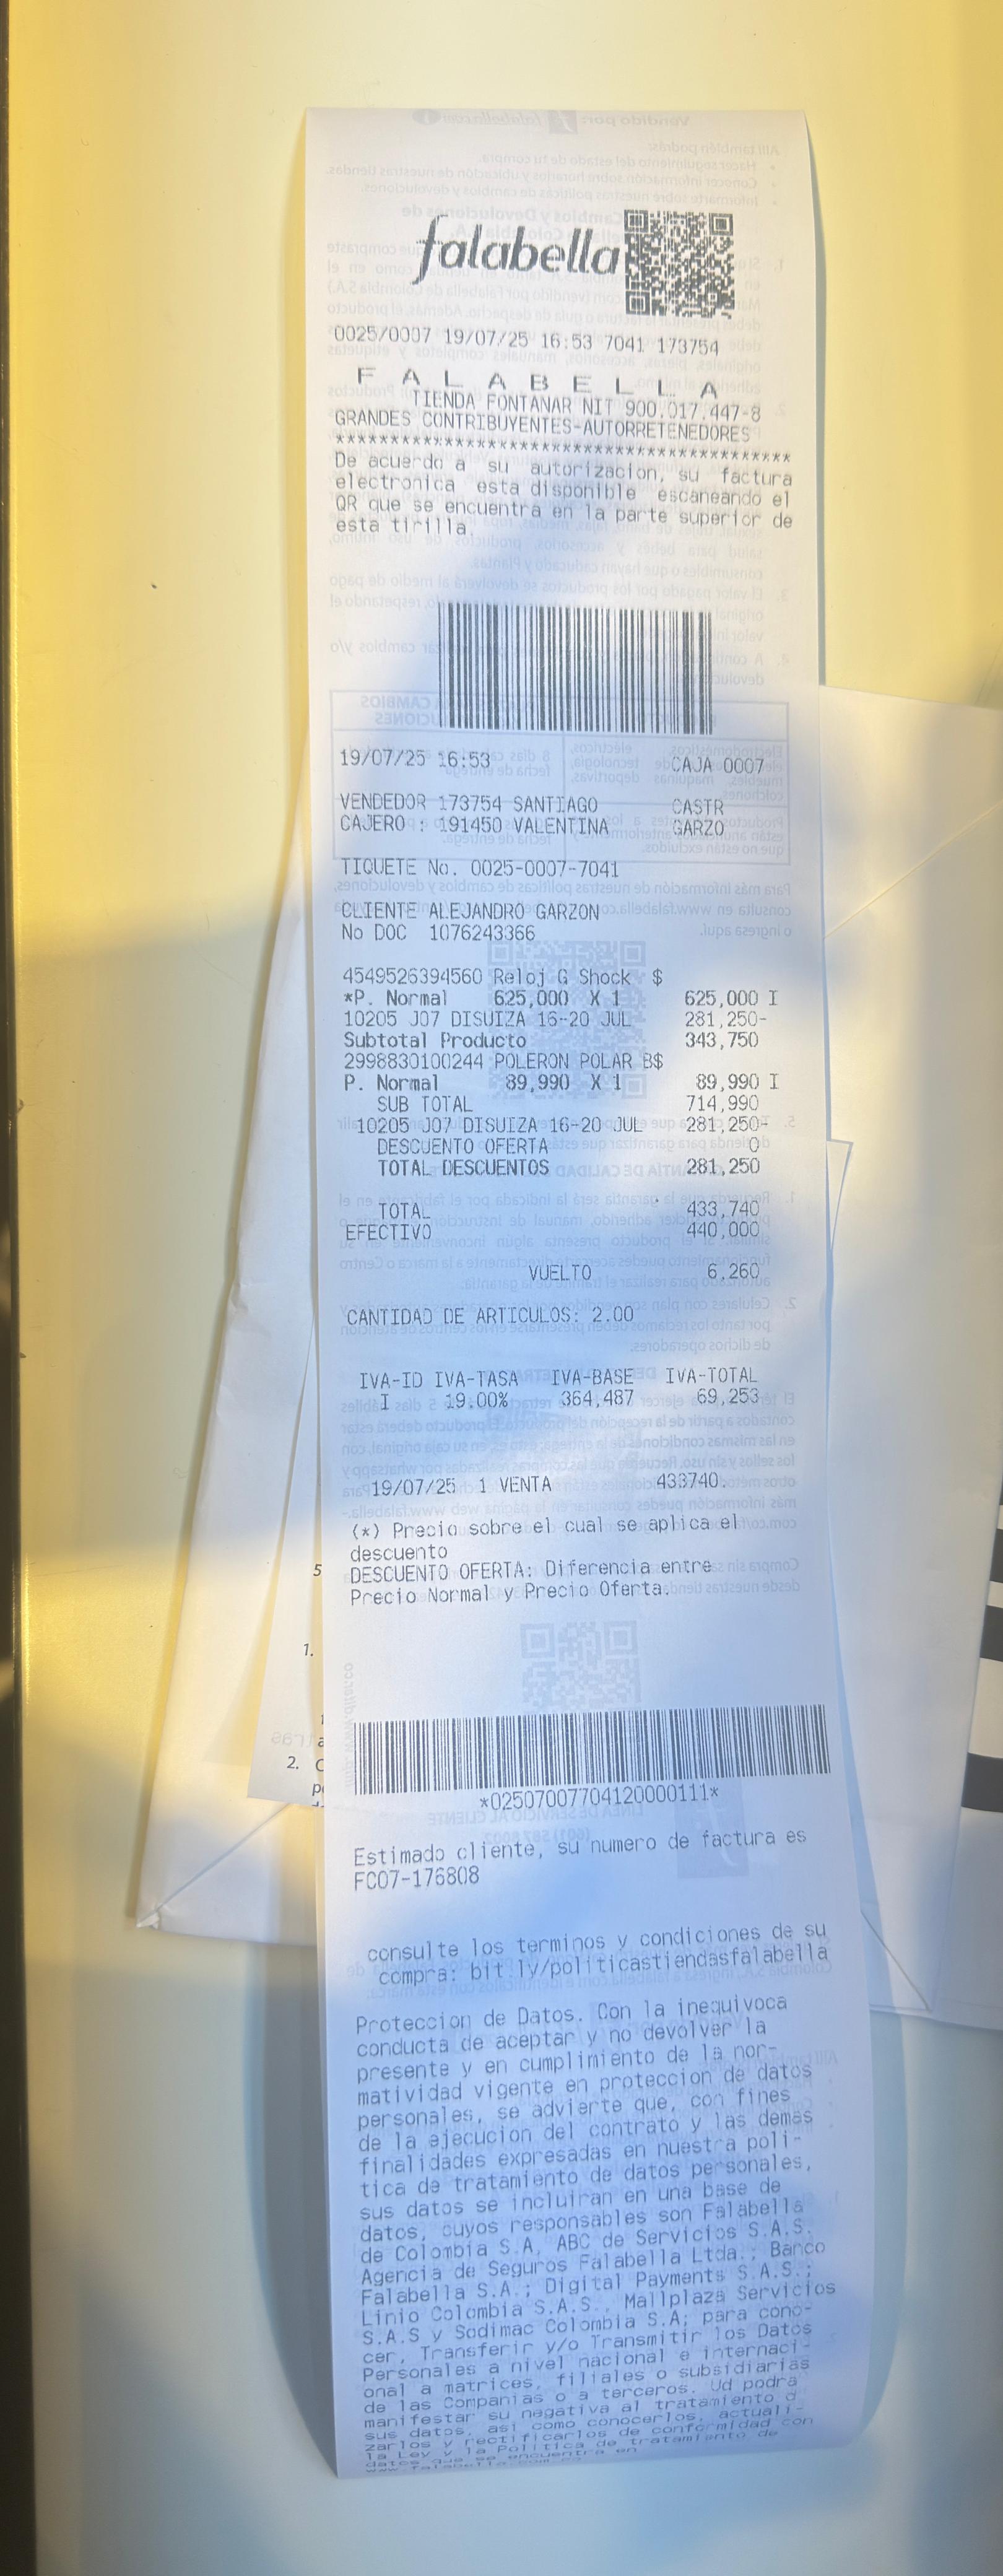 falabella
0025/0007 19/07/25 16:53 7041 173754
F A L A B E L L A
TIENDA FONTANAR NIT 900.017.447-8
GRANDES CONTRIBUYENTES-AUTORRETENEDORES
******************************************
De acuerdo a su autorizacion, su factura
electronica esta disponible escaneando el
QR que se encuentra en la parte superior de
esta tirilla.
19/07/25 16:53 CAJA 0007
VENDEDOR 173754 SANTIAGO CASTR
CAJERO : 191450 VALENTINA GARZO
TIQUETE No. 0025-0007-7041
CLIENTE ALEJANDRO GARZON
No DOC 1076243366
4549526394560 Reloj G Shock $
*P. Normal 625,000 X 1 625,000 I
10205 J07 DISUIZA 16-20 JUL 281,250-
Subtotal Producto 343,750
2998830100244 POLERON POLAR B$
P. Normal 89,990 X 1 89,990 I
SUB TOTAL 714,990
10205 J07 DISUIZA 16-20 JUL 281,250-
DESCUENTO OFERTA 0
TOTAL DESCUENTOS 281,250
TOTAL 433,740
EFECTIVO 440,000
VUELTO 6,260
CANTIDAD DE ARTICULOS: 2.00
IVA-ID IVA-TASA IVA-BASE IVA-TOTAL
I 19.00% 364,487 69,253
19/07/25 1 VENTA 433740.
(*) Precio sobre el cual se aplica el
descuento
DESCUENTO OFERTA: Diferencia entre
Precio Normal y Precio Oferta.
5
1.
2.
*02507007704120000111*
Estimado cliente, su numero de factura es
FC07-176808
consulte los terminos y condiciones de su
compra: bit.ly/politicastiendasfalabella
Proteccion de Datos. Con la inequivoca
conducta de aceptar y no devolver la
presente y en cumplimiento de la nor-
matividad vigente en proteccion de datos
personales, se advierte que, con fines
de la ejecucion del contrato y las demas
finalidades expresadas en nuestra poli-
tica de tratamiento de datos personales,
sus datos se incluiran en una base de
datos, cuyos responsables son Falabella
de Colombia S.A, ABC de Servicios S.A.S.
Agencia de Seguros Falabella Ltda.; Banco
Falabella S.A.; Digital Payments S.A.S.;
Linio Colombia S.A.S., Mallplaza Servicios
S.A.S y Sodimac Colombia S.A; para cono-
cer, Transferir y/o Transmitir los Datos
Personales a nivel nacional e internaci-
onal a matrices, filiales o subsidiarias
de las Companias o a terceros. Ud podra
manifestar su negativa al tratamiento d
sus datos, asi como conocerlos, actuali-
zarlos y rectificarlos de conformidad con
la Ley y la Politica de tratamiento de
datos que se encuentra en